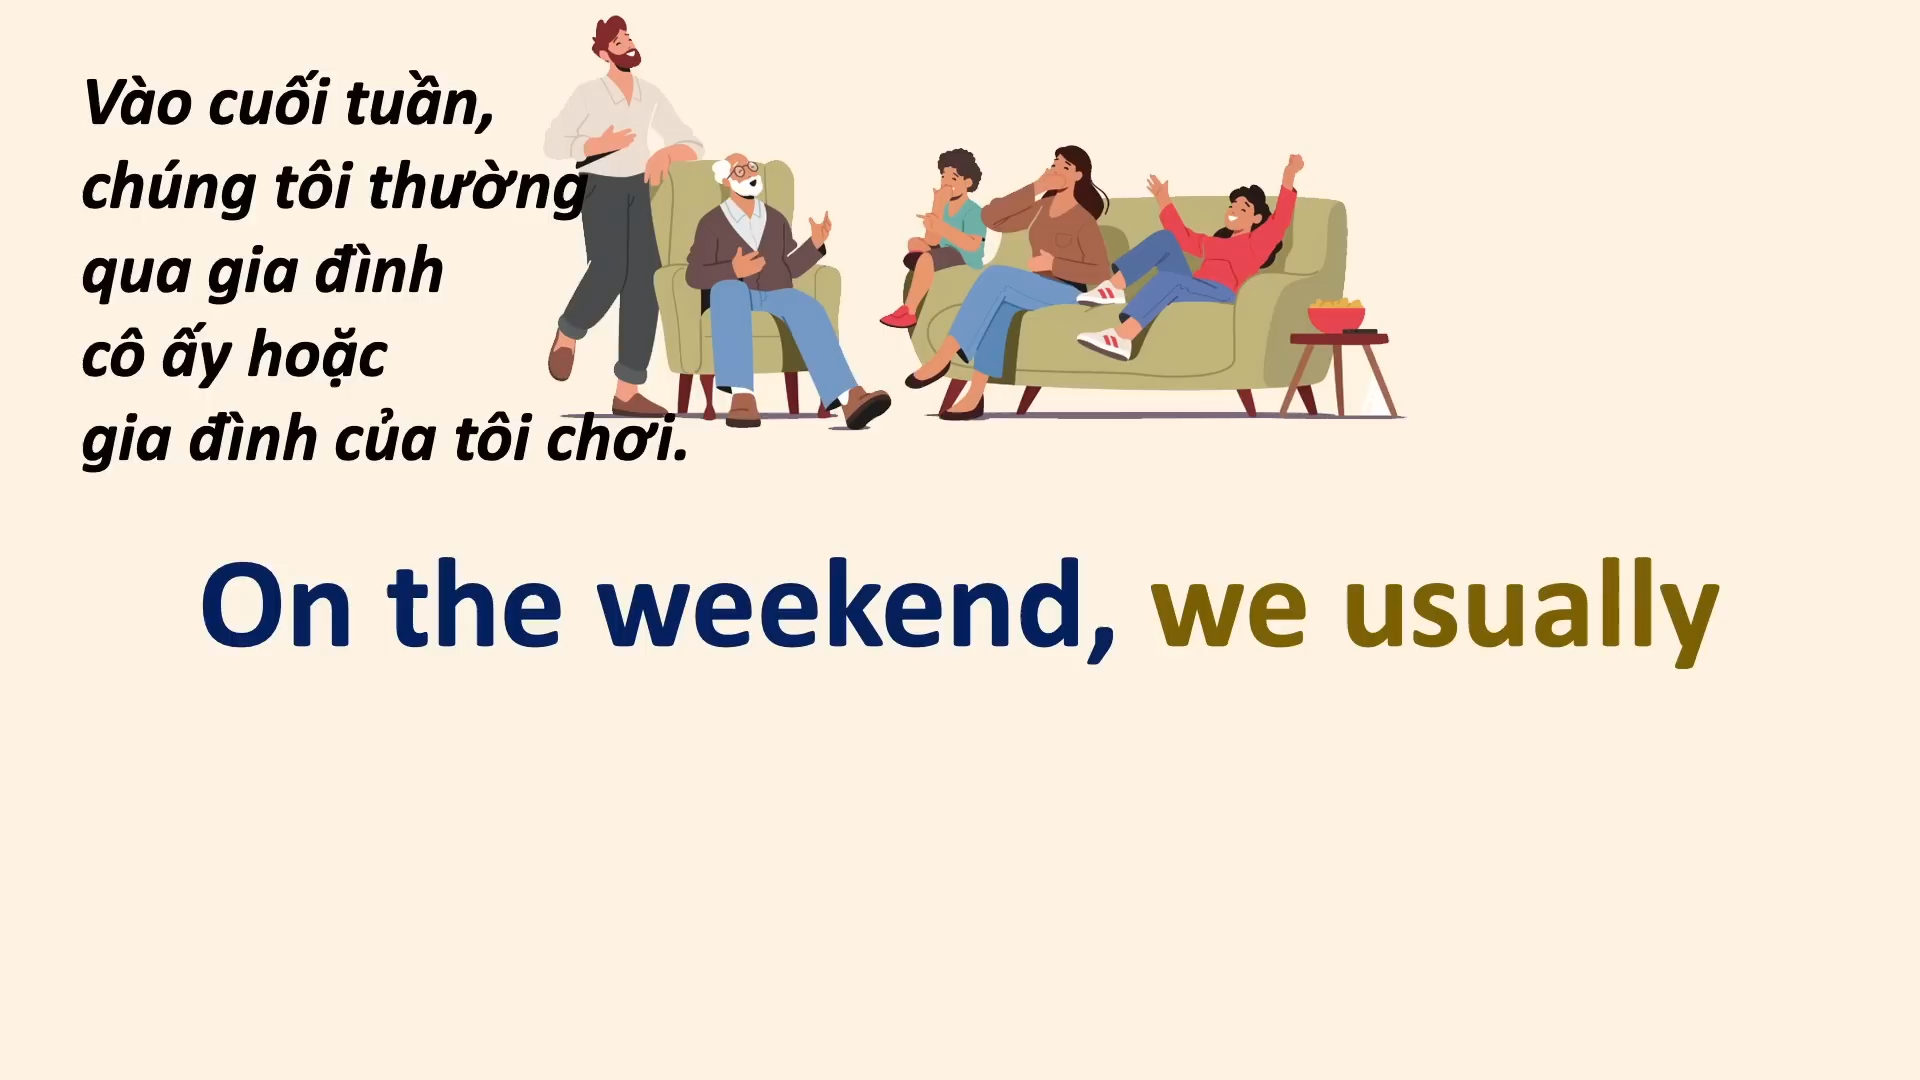 Vào cuối tuần,
chúng tôi thường
qua gia đình
cô ấy hoặc
gia đình của tôi chơi.
On the weekend, we usually